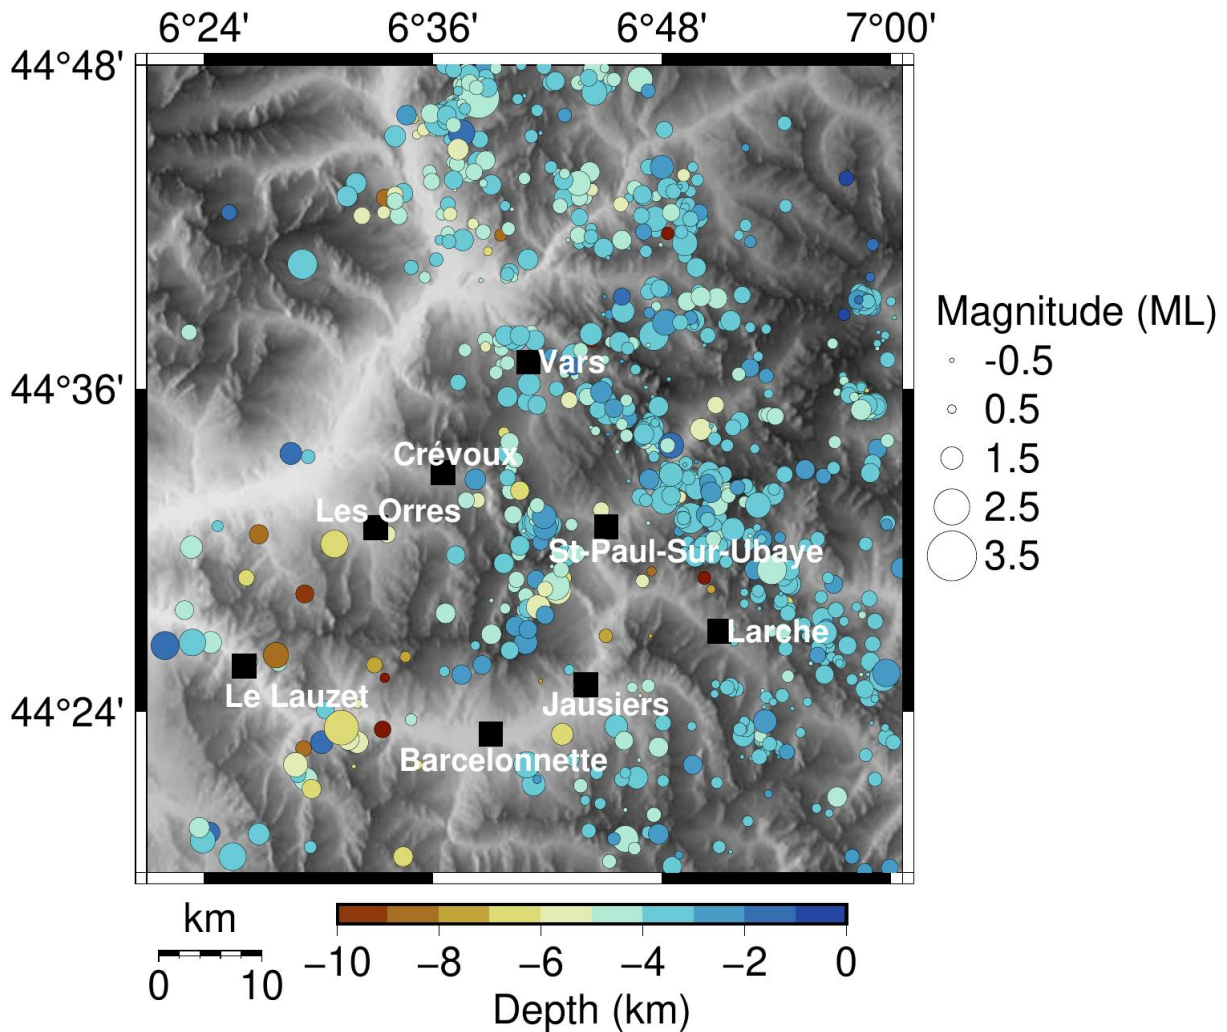 6°24' 6°36' 6°48' 7°00'
44°48'
44°36'
44°24'
Vars
Crévoux
Les Orres
St-Paul-Sur-Ubaye
Larche
Le Lauzet
Jausiers
Barcelonnette
Magnitude (ML)
-0.5
0.5
1.5
2.5
3.5
km
0 10
−10 −8 −6 −4 −2 0
Depth (km)